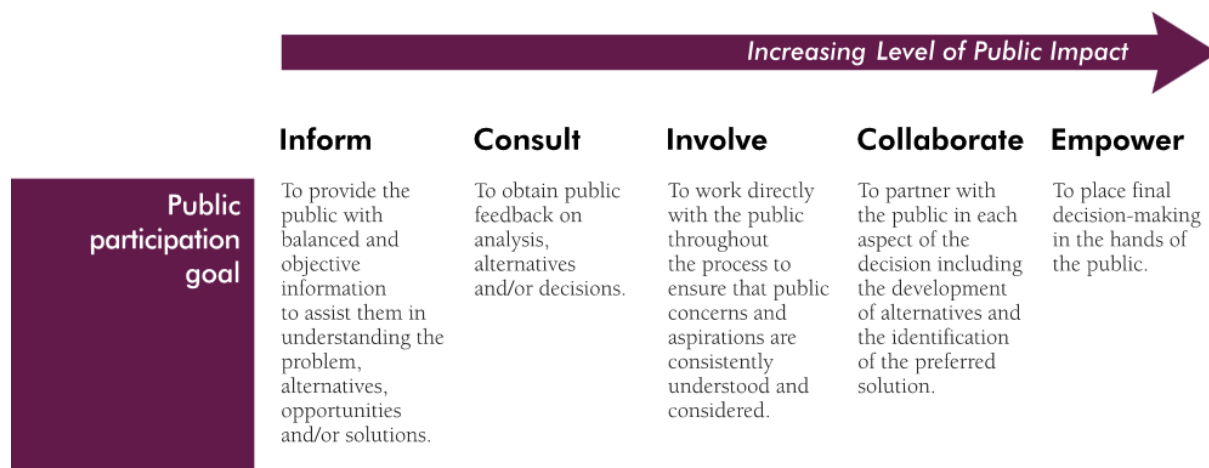 Increasing Level of Public Impact
Inform
Consult
Involve
Collaborate
Empower
Public
participation
goal
To provide the
public with
balanced and
objective
information
to assist them in
understanding the
problem,
alternatives,
opportunities
and/or solutions.
To obtain public
feedback on
analysis,
alternatives
and/or decisions.
To work directly
with the public
throughout
the process to
ensure that public
concerns and
aspirations are
consistently
understood and
considered.
To partner with
the public in each
aspect of the
decision including
the development
of alternatives and
the identification
of the preferred
solution.
To place final
decision-making
in the hands of
the public.